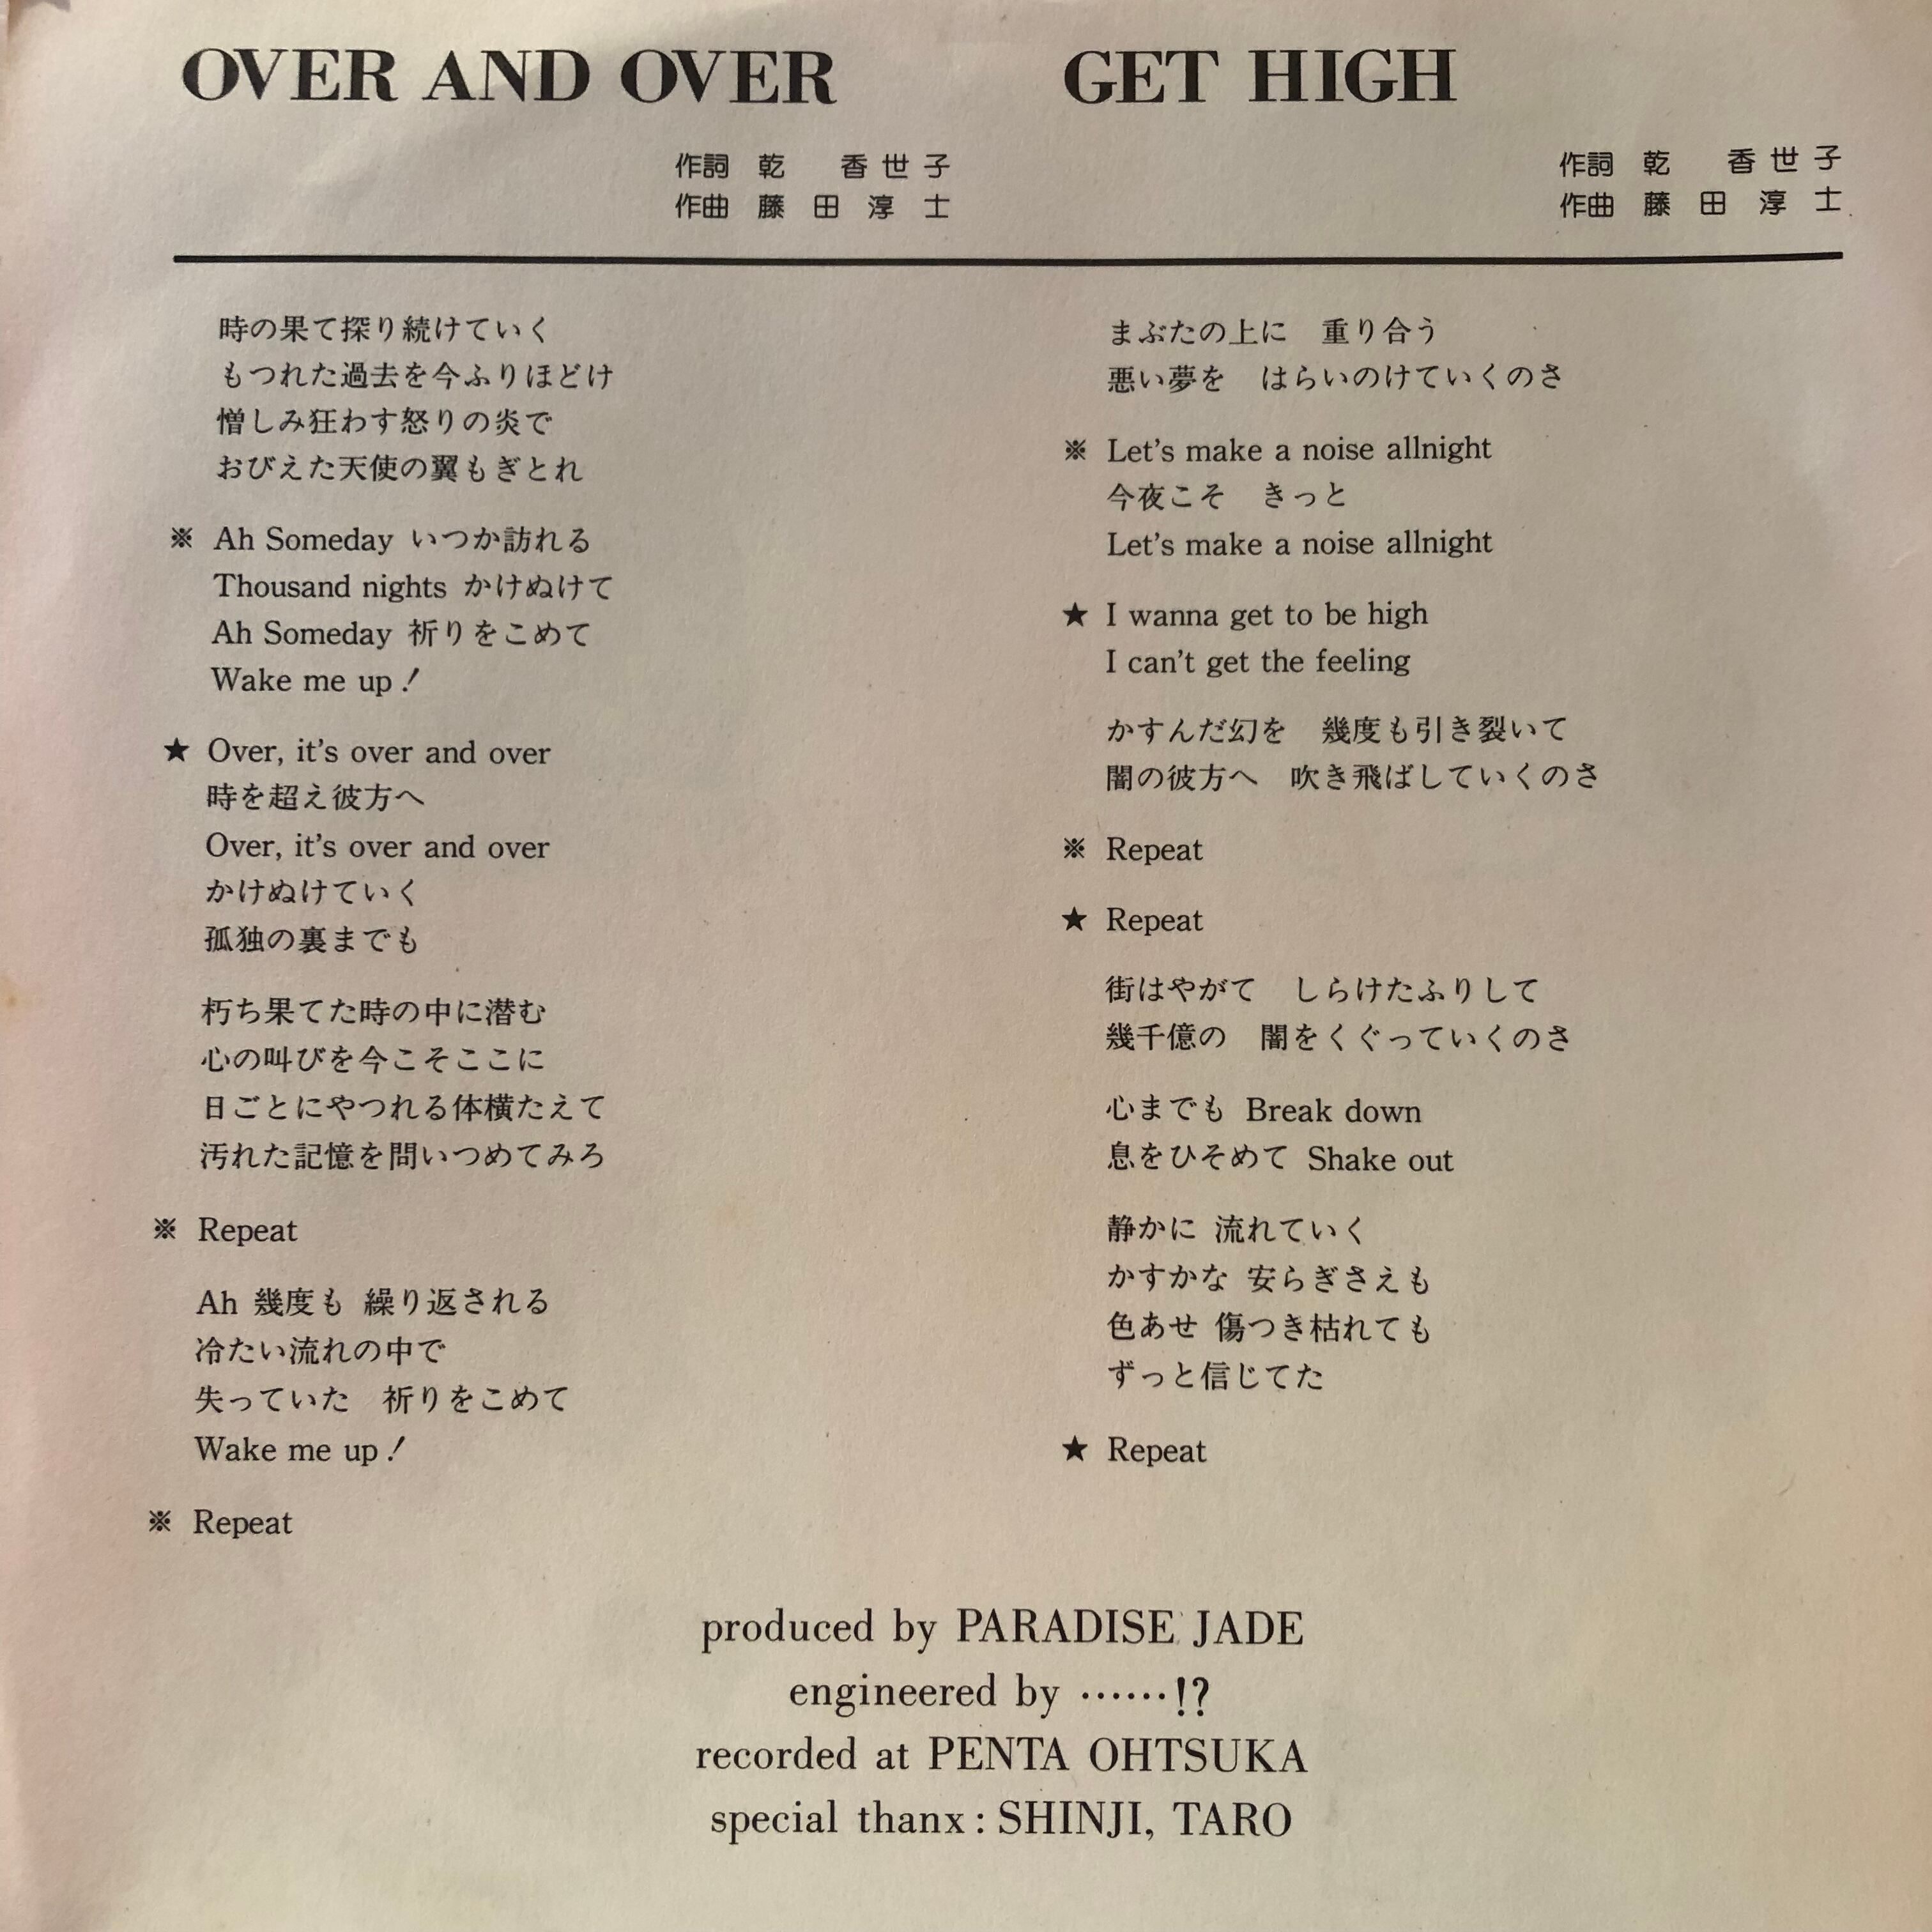 OVER AND OVER
作詞 乾 香世子
作曲 藤田淳士
時の果て探り続けていく
もつれた過去を今ふりほどけ
憎しみ狂わす怒りの炎で
おびえた天使の翼もぎとれ
※ Ah Someday いつか訪れる
Thousand nights かけぬけて
Ah Someday 祈りをこめて
Wake me up!
★ Over, it's over and over
時を超え彼方へ
Over, it's over and over
かけぬけていく
孤独の裏までも
朽ち果てた時の中に潜む
心の叫びを今こそここに
日ごとにやつれる体横たえて
汚れた記憶を問いつめてみろ
※ Repeat
Ah 幾度も 繰り返される
冷たい流れの中で
失っていた 祈りをこめて
Wake me up!
※ Repeat
GET HIGH
作詞 乾 香世子
作曲 藤田淳士
まぶたの上に 重り合う
悪い夢を はらいのけていくのさ
※ Let's make a noise allnight
今夜こそ きっと
Let's make a noise allnight
★ I wanna get to be high
I can't get the feeling
かすんだ幻を 幾度も引き裂いて
闇の彼方へ 吹き飛ばしていくのさ
※ Repeat
★ Repeat
街はやがて しらけたふりして
幾千億の 闇をくぐっていくのさ
心までも Break down
息をひそめて Shake out
静かに 流れていく
かすかな 安らぎさえも
色あせ 傷つき枯れても
ずっと信じてた
★ Repeat
produced by PARADISE JADE
engineered by ……!?
recorded at PENTA OHTSUKA
special thanx : SHINJI, TARO